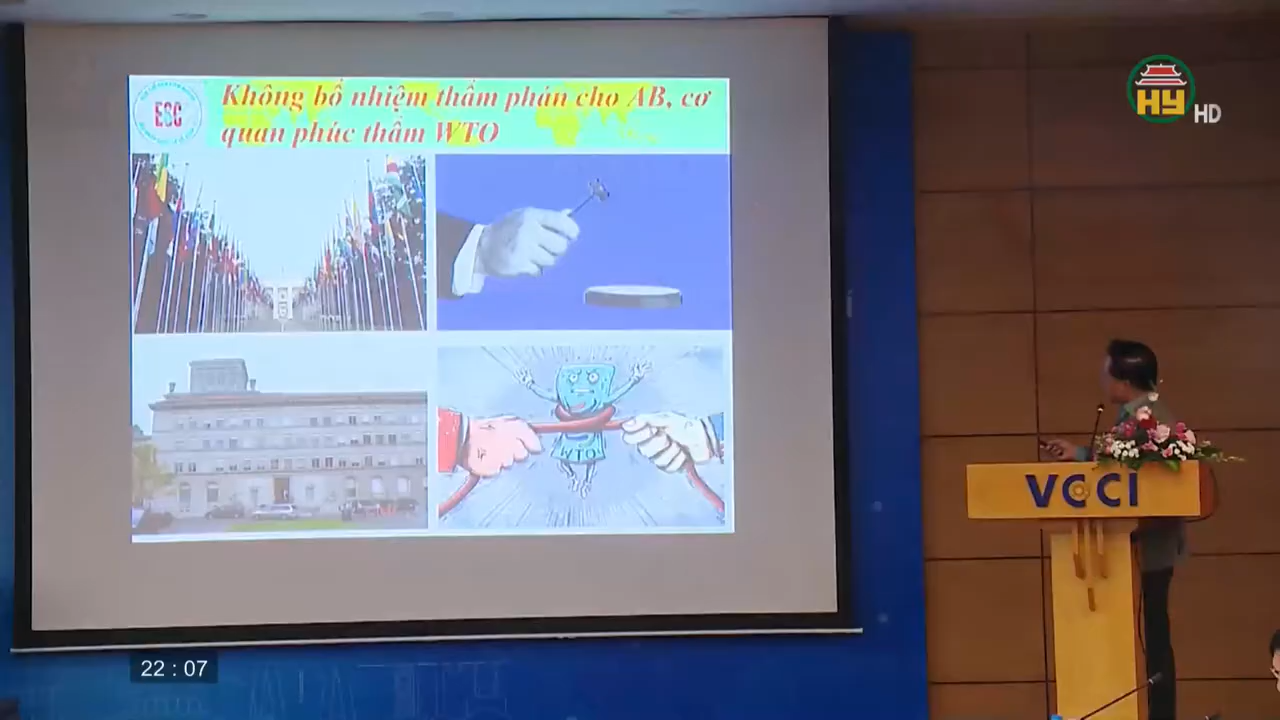 Không bổ nhiệm thẩm phán cho AB, cơ
quan phúc thẩm WTO
ESC
HY HD
WTO
VCCI
22 : 07